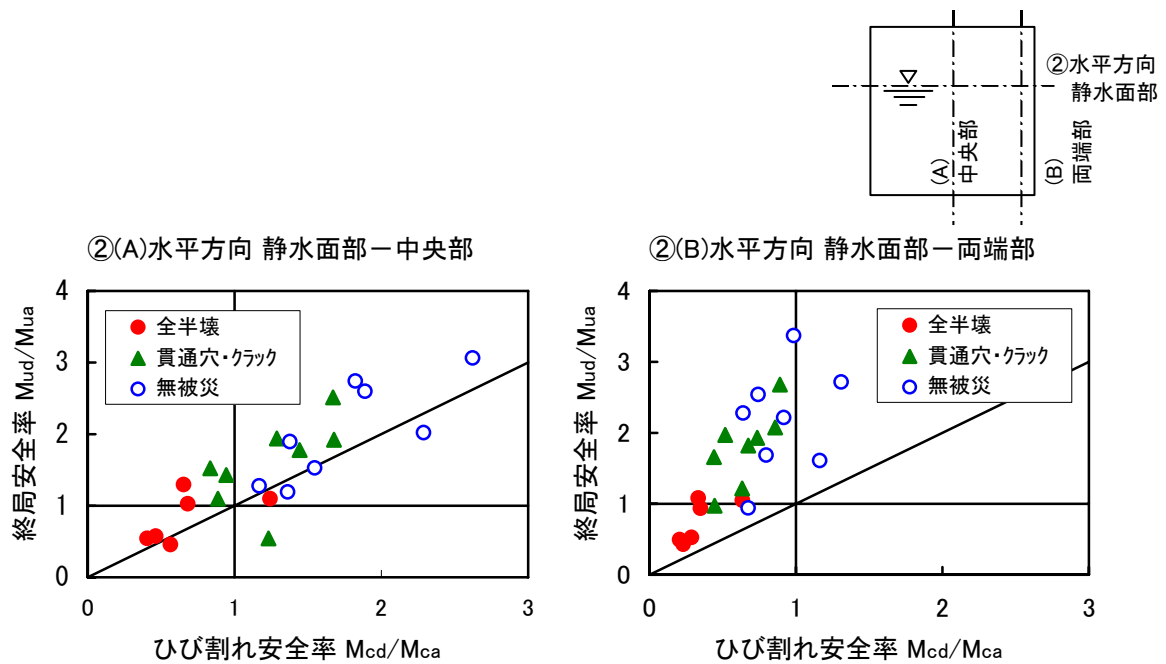 ②水平方向
静水面部
(A)
中央部
(B)
両端部
②(A)水平方向 静水面部－中央部
4
3
2
1
0
0
1
2
3
終局安全率 Mud/Mua
ひび割れ安全率 Mcd/Mca
全半壊
貫通穴・クラック
無被災
②(B)水平方向 静水面部－両端部
4
3
2
1
0
0
1
2
3
終局安全率 Mud/Mua
ひび割れ安全率 Mcd/Mca
全半壊
貫通穴・クラック
無被災